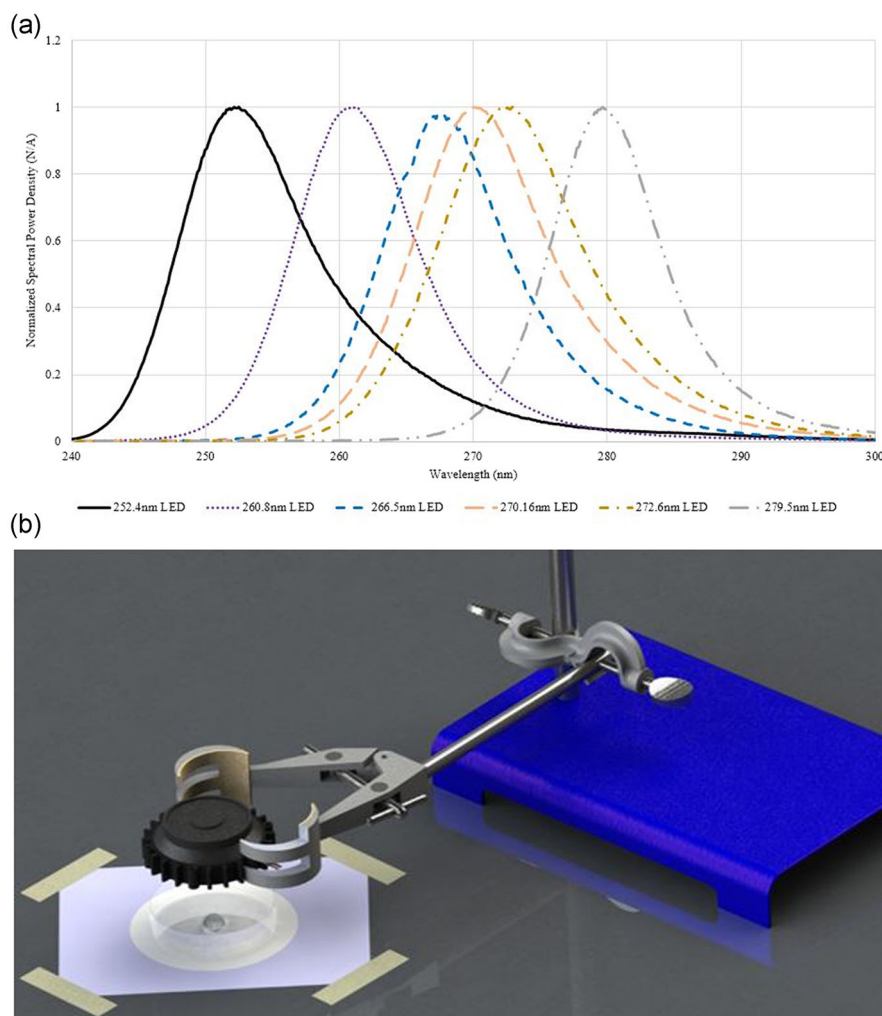 (a)
1.2
1
0.8
0.6
0.4
0.2
0
Normalized Spectral Power Density (N/A)
240 250 260 270 280 290 300
Wavelength (nm)
252.4nm LED 260.8nm LED 266.5nm LED 270.16nm LED 272.6nm LED 279.5nm LED
(b)